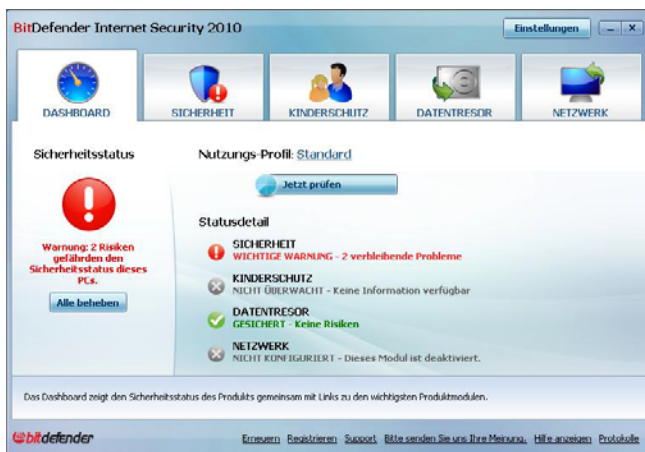 BitDefender Internet Security 2010
Einstellungen
DASHBOARD
SICHERHEIT
KINDERSCHUTZ
DATENTRESOR
NETZWERK
Sicherheitsstatus
Nutzungs-Profil: Standard
Jetzt prüfen
Warnung: 2 Risiken
gefährden den
Sicherheitsstatus dieses
PCs.
Alle beheben
Statusdetail
SICHERHEIT
WICHTIGE WARNUNG - 2 verbleibende Probleme
KINDERSCHUTZ
NICHT ÜBERWACHT - Keine Information verfügbar
DATENTRESOR
GESICHERT - Keine Risiken
NETZWERK
NICHT KONFIGURIERT - Dieses Modul ist deaktiviert.
Das Dashboard zeigt den Sicherheitsstatus des Produkts gemeinsam mit Links zu den wichtigsten Produktmodulen.
bitdefender
Erneuern Registrieren Support Bitte senden Sie uns Ihre Meinung. Hilfe anzeigen Protokolle